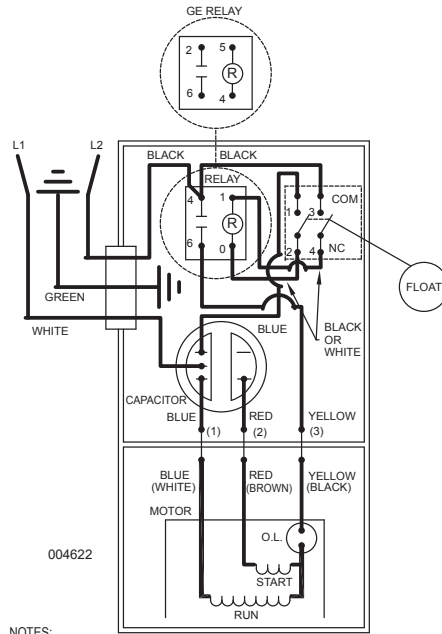 GE RELAY
2 5
R
6 4
L1 L2
BLACK BLACK
RELAY
4 1
R
6 0
COM
1 3
2 4
NC
FLOAT
GREEN
WHITE
BLUE
BLACK
OR
WHITE
CAPACITOR
BLUE RED YELLOW
(1) (2) (3)
BLUE RED YELLOW
(WHITE) (BROWN) (BLACK)
MOTOR
O.L.
START
RUN
004622
NOTES: